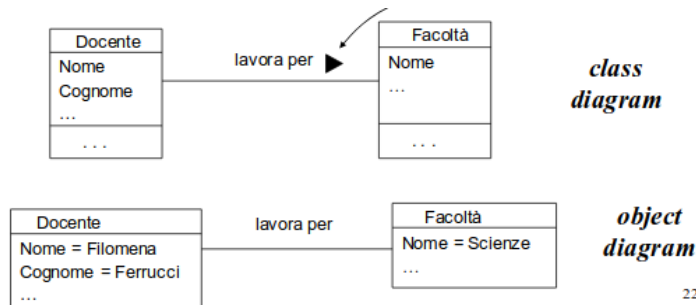 Docente
Nome
Cognome
...
. . .
lavora per
Facoltà
Nome
...
. . .
class
diagram
Docente
Nome = Filomena
Cognome = Ferrucci
...
lavora per
Facoltà
Nome = Scienze
...
object
diagram
22